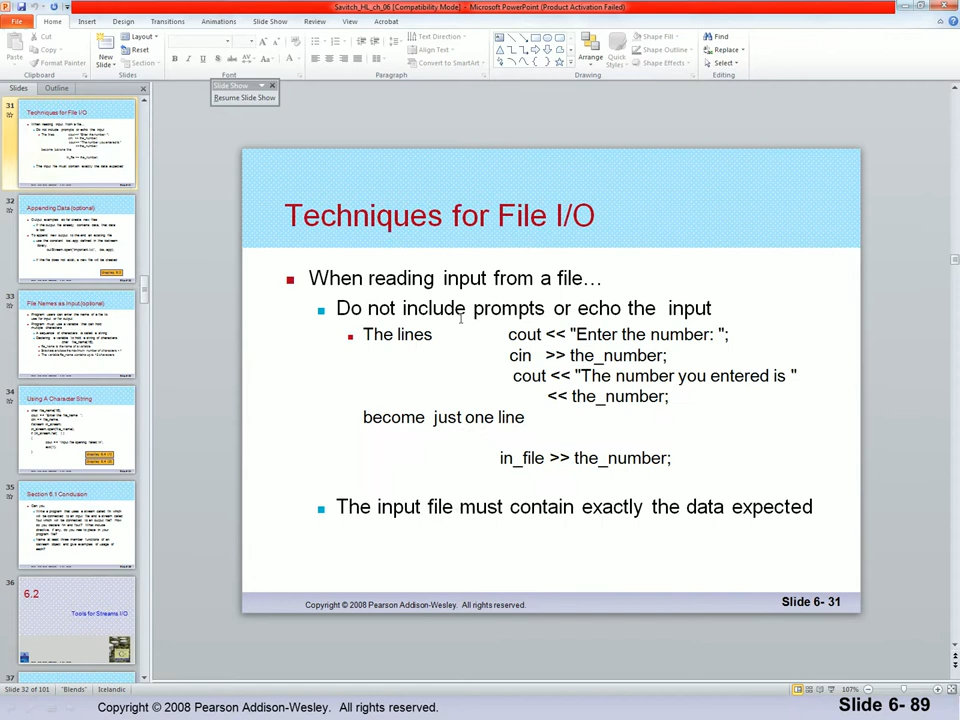 Savitch_HL_ch_06 [Compatibility Mode] - Microsoft PowerPoint (Product Activation Failed)
File Home Insert Design Transitions Animations Slide Show Review View Acrobat
Cut
Copy
Format Painter
Paste
Clipboard
New
Slide
Layout
Reset
Section
Slides
Font
Text Direction
Align Text
Convert to SmartArt
Paragraph
Arrange
Quick
Styles
Shape Fill
Shape Outline
Shape Effects
Drawing
Find
Replace
Select
Editing
Slide Show
Resume Slide Show
Slides Outline
31
Techniques for File I/O
32
Appending Data (optional)
33
File Names as Input (optional)
34
Using A Character String
35
Section 6.1 Conclusion
36
6.2
Tools for Streams I/O
37
Techniques for File I/O
When reading input from a file…
Do not include prompts or echo the input
The lines cout << "Enter the number: ";
cin >> the_number;
cout << "The number you entered is "
<< the_number;
become just one line
in_file >> the_number;
The input file must contain exactly the data expected
Copyright © 2008 Pearson Addison-Wesley. All rights reserved.
Slide 6- 31
Slide 32 of 101 "Blends" Icelandic
107%
Copyright © 2008 Pearson Addison-Wesley. All rights reserved.
Slide 6- 89